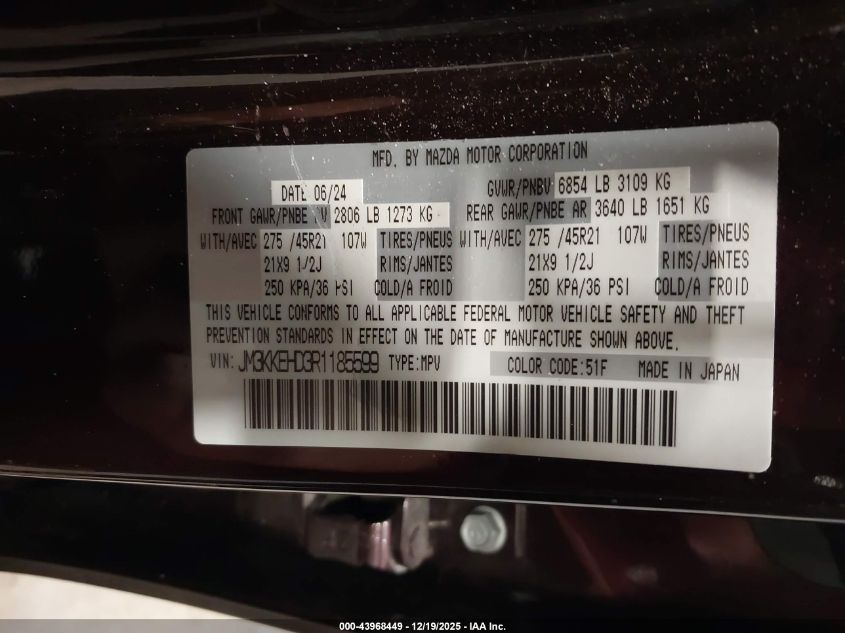 MFD. BY MAZDA MOTOR CORPORATION
DATE 06/24 GVWR/PNBV 6854 LB 3109 KG
FRONT GAWR/PNBE AV 2806 LB 1273 KG REAR GAWR/PNBE AR 3640 LB 1651 KG
WITH/AVEC 275 /45R21 107W TIRES/PNEUS WITH/AVEC 275 /45R21 107W TIRES/PNEUS
21X9 1/2J RIMS/JANTES 21X9 1/2J RIMS/JANTES
250 KPA/36 PSI COLD/A FROID 250 KPA/36 PSI COLD/A FROID
THIS VEHICLE CONFORMS TO ALL APPLICABLE FEDERAL MOTOR VEHICLE SAFETY AND THEFT
PREVENTION STANDARDS IN EFFECT ON THE DATE OF MANUFACTURE SHOWN ABOVE.
VIN: JM3KKEHD3R1185599 TYPE:MPV COLOR CODE:51F MADE IN JAPAN
000-43968449 - 12/19/2025 - IAA Inc.